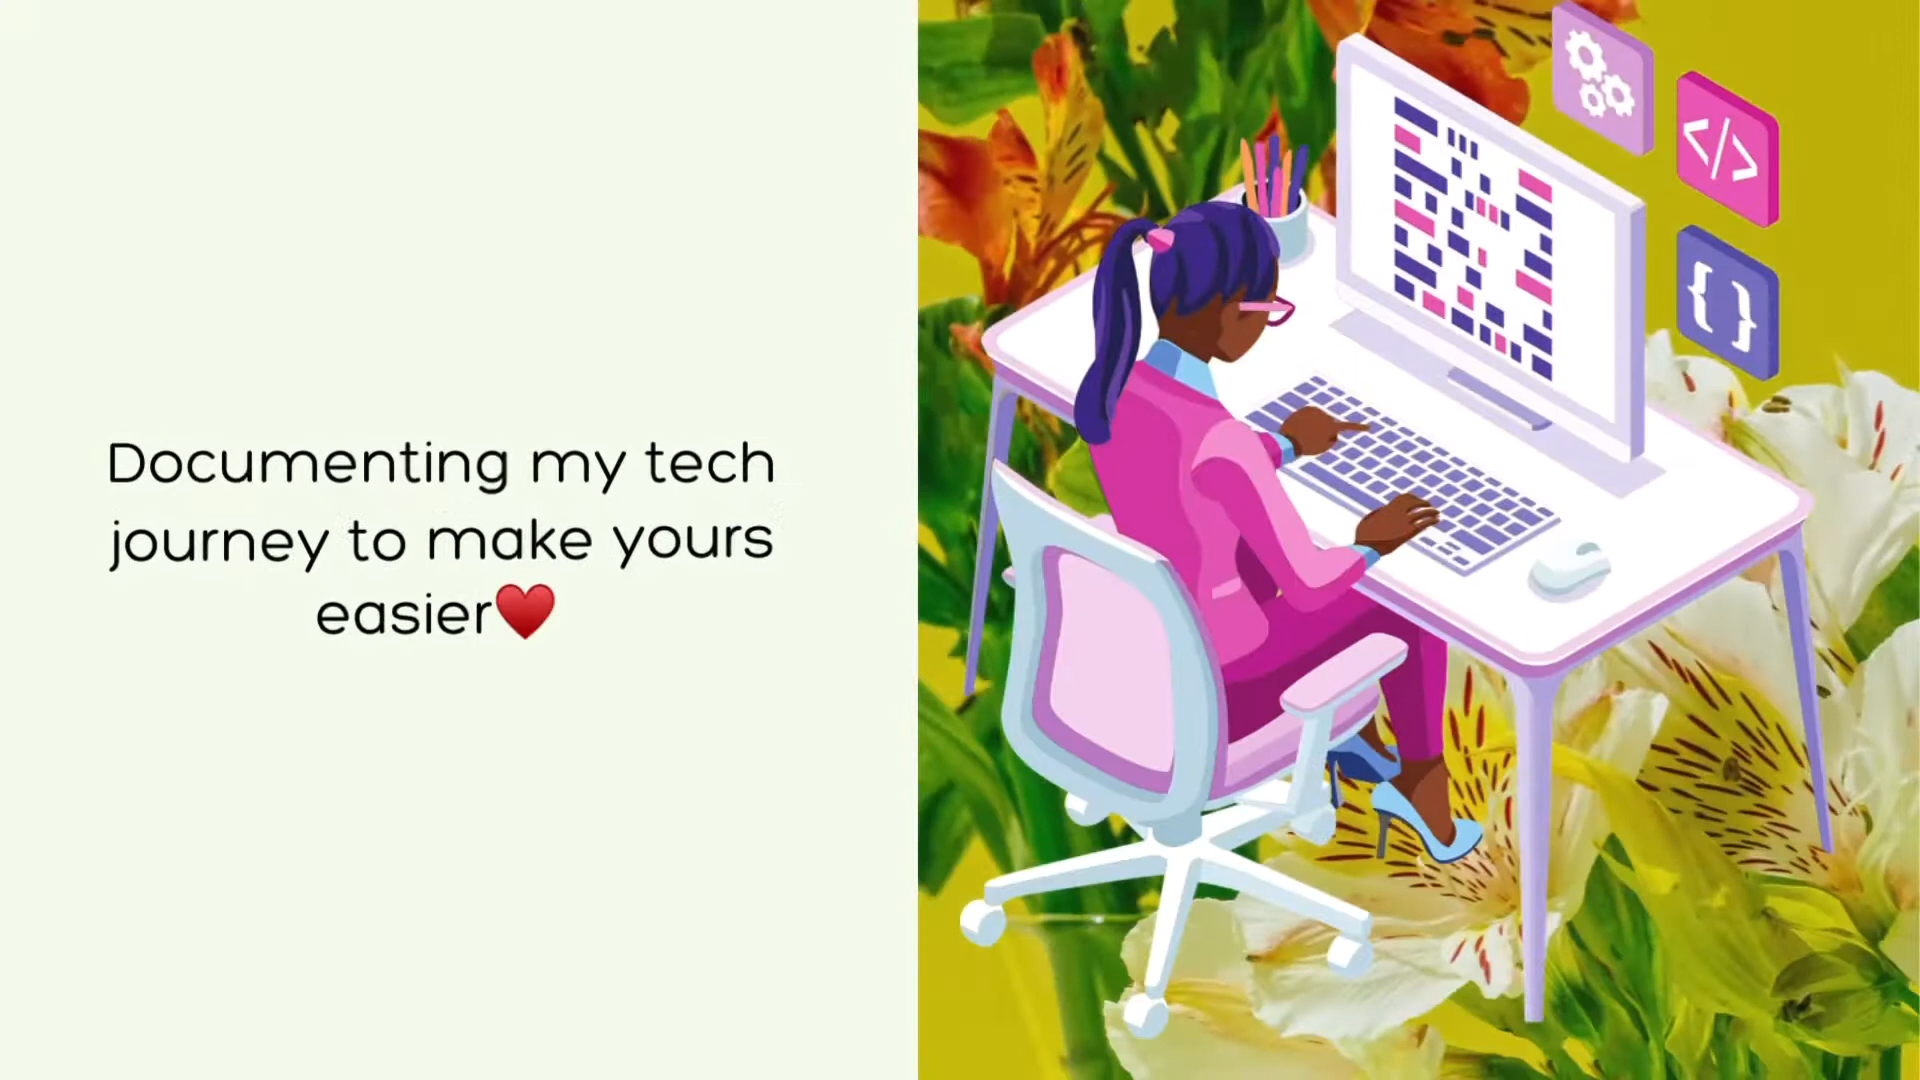 Documenting my tech
journey to make yours
easier♥️
</>
{ }